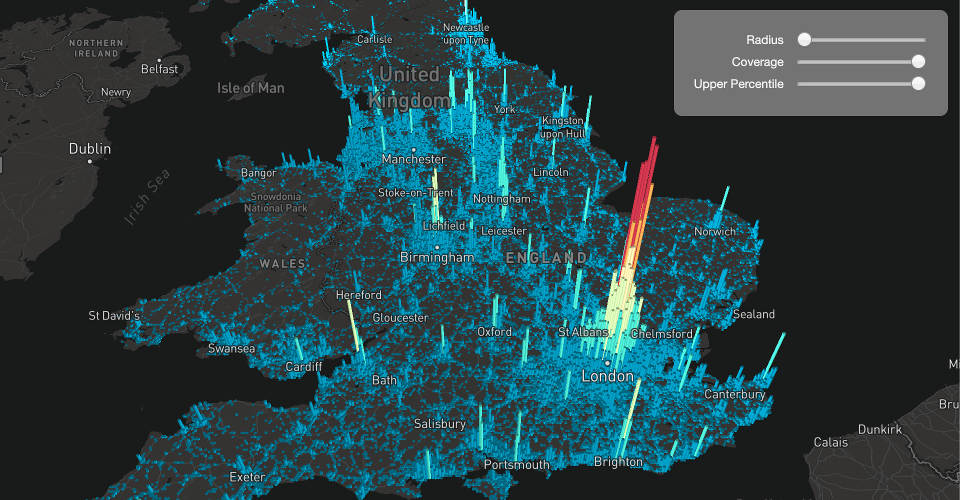 Radius
Coverage
Upper Percentile
Newcastle
upon Tyne
Carlisle
NORTHERN
IRELAND
Belfast
Newry
Isle of Man
United
Kingdom
York
Kingston
upon Hull
Dublin
Manchester
Irish Sea
Bangor
Lincoln
Snowdonia
National Park
Stoke-on-Trent
Nottingham
Lichfield
Leicester
Norwich
Birmingham
ENGLAND
WALES
Hereford
St David's
Gloucester
Oxford
St Albans
Chelmsford
Sealand
Swansea
Cardiff
London
Bath
Canterbury
Salisbury
Dunkirk
Calais
Portsmouth
Brighton
Exeter